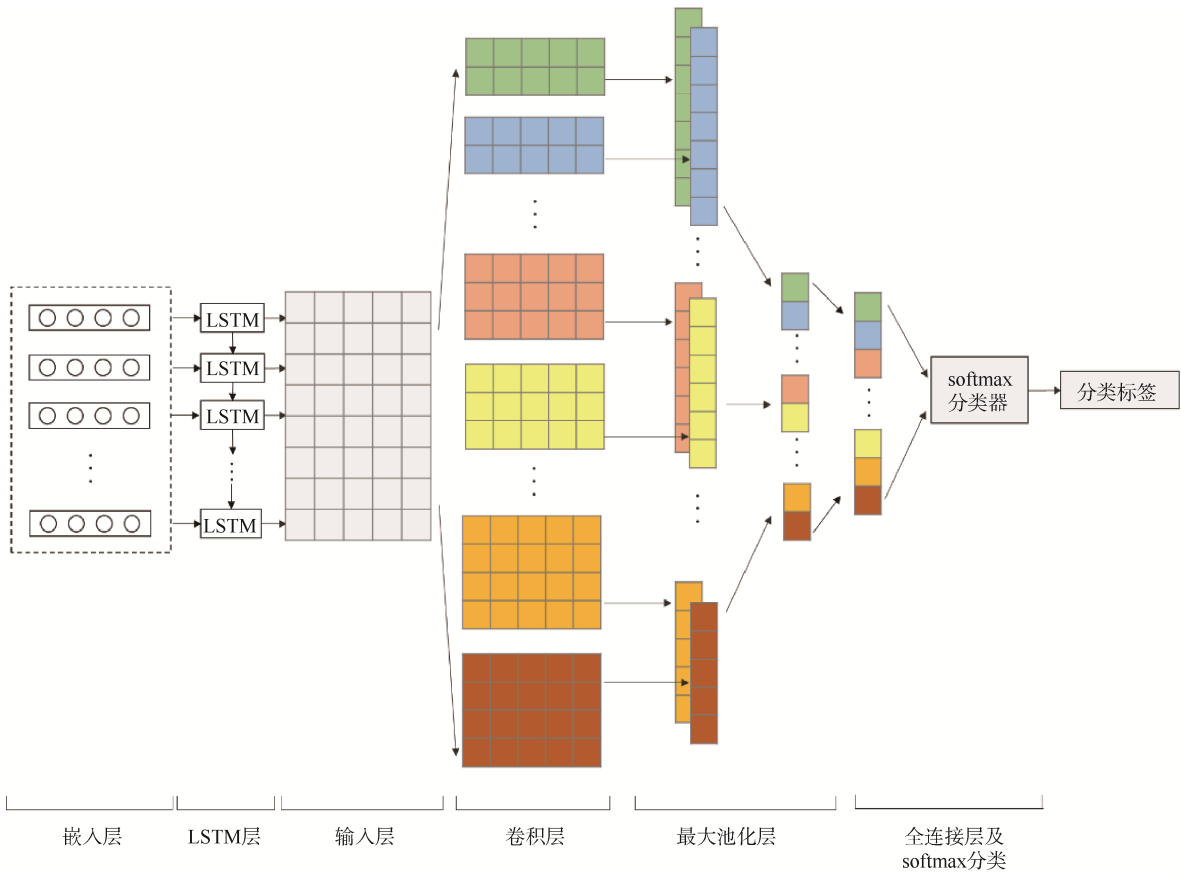 LSTM
LSTM
LSTM
LSTM
softmax
分类器
分类标签
嵌入层
LSTM层
输入层
卷积层
最大池化层
全连接层及
softmax分类